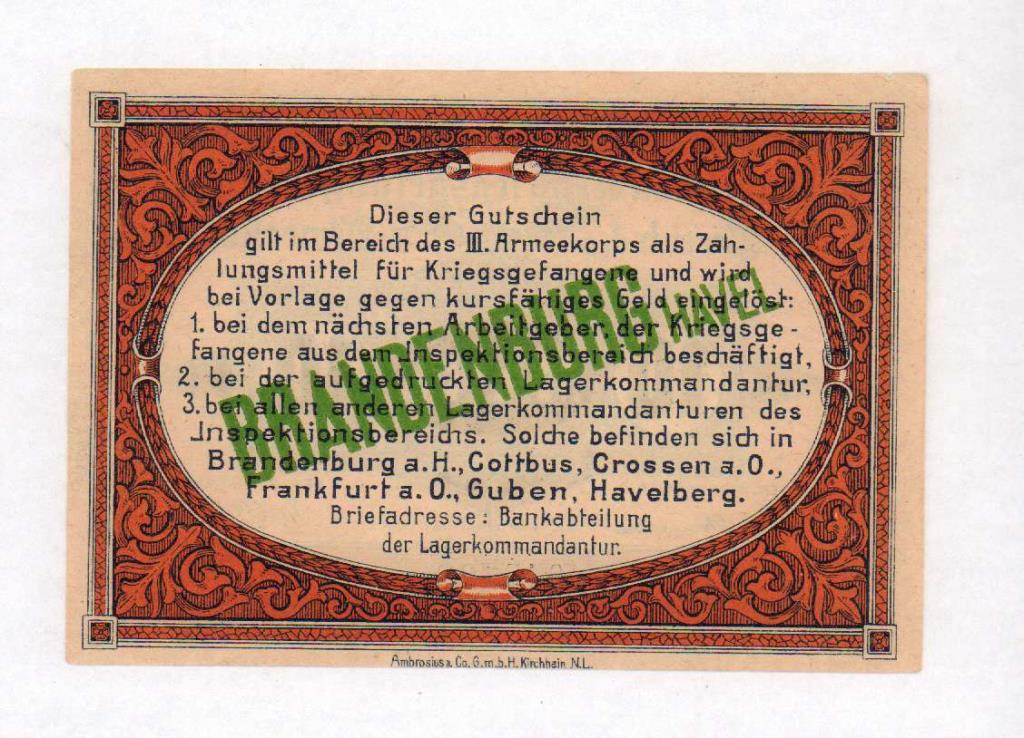 Dieser Gutschein
gilt im Bereich des III. Armeekorps als Zah-
lungsmittel für Kriegsgefangene und wird
bei Vorlage gegen kursfähiges Geld eingelöst:
1. bei dem nächsten Arbeitgeber, der Kriegsge-
fangene aus dem Inspektionsbereich beschäftigt,
2. bei der aufgedruckten Lagerkommandantur,
3. bei allen anderen Lagerkommandanturen des
Inspektionsbereichs. Solche befinden sich in
Brandenburg a. H., Cottbus, Crossen a. O.,
Frankfurt a. O., Guben, Havelberg.
Briefadresse: Bankabteilung
der Lagerkommandantur.
BRANDENBURG HAVEL
Ambrosius & Co. G. m. b. H. Kirchhain N.L.